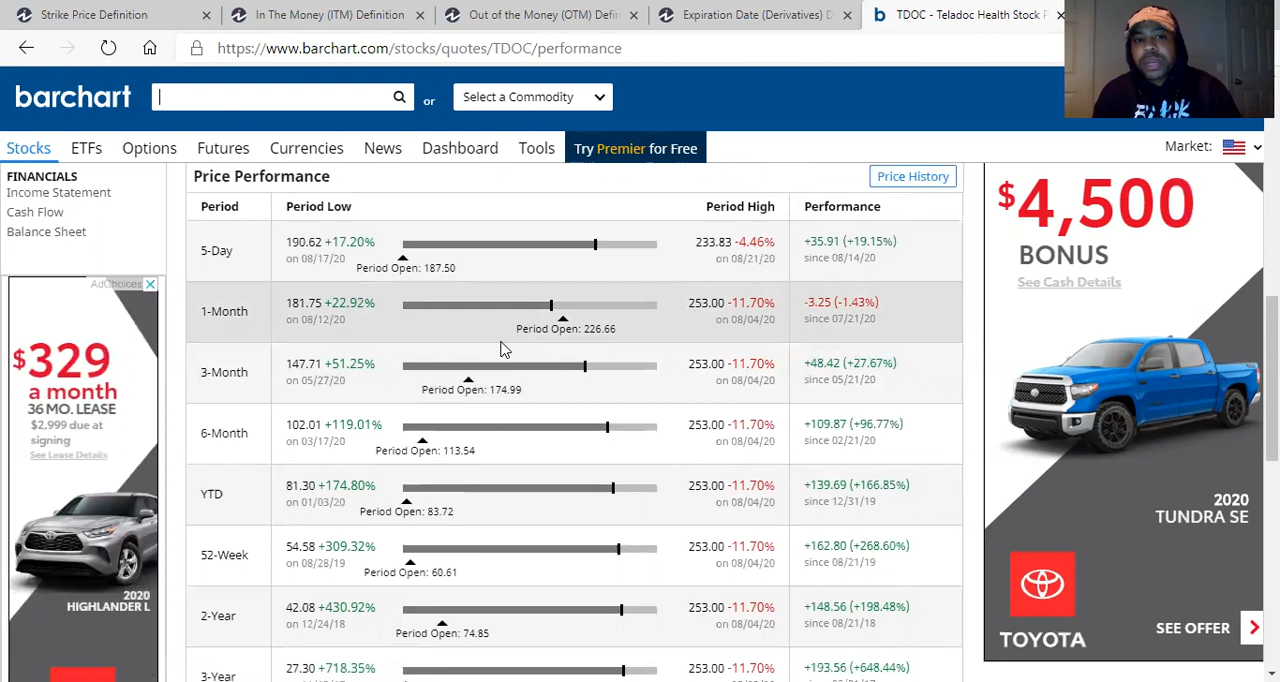 Strike Price Definition
In The Money (ITM) Definition
Out of the Money (OTM) Defin
Expiration Date (Derivatives) D
b TDOC - Teladoc Health Stock P
https://www.barchart.com/stocks/quotes/TDOC/performance
barchart
or
Select a Commodity
Stocks ETFs Options Futures Currencies News Dashboard Tools Try Premier for Free Market:
FINANCIALS
Income Statement
Cash Flow
Balance Sheet
Price Performance
Price History
Period Period Low Period High Performance
5-Day
190.62 +17.20%
on 08/17/20
Period Open: 187.50
233.83 -4.46%
on 08/21/20
+35.91 (+19.15%)
since 08/14/20
1-Month
181.75 +22.92%
on 08/12/20
Period Open: 226.66
253.00 -11.70%
on 08/04/20
-3.25 (-1.43%)
since 07/21/20
3-Month
147.71 +51.25%
on 05/27/20
Period Open: 174.99
253.00 -11.70%
on 08/04/20
+48.42 (+27.67%)
since 05/21/20
6-Month
102.01 +119.01%
on 03/17/20
Period Open: 113.54
253.00 -11.70%
on 08/04/20
+109.87 (+96.77%)
since 02/21/20
YTD
81.30 +174.80%
on 01/03/20
Period Open: 83.72
253.00 -11.70%
on 08/04/20
+139.69 (+166.85%)
since 12/31/19
52-Week
54.58 +309.32%
on 08/28/19
Period Open: 60.61
253.00 -11.70%
on 08/04/20
+162.80 (+268.60%)
since 08/21/19
2-Year
42.08 +430.92%
on 12/24/18
Period Open: 74.85
253.00 -11.70%
on 08/04/20
+148.56 (+198.48%)
since 08/21/18
3-Year
27.30 +718.35%
253.00 -11.70%
+193.56 (+648.44%)
AdChoices
$329
a month
36 MO. LEASE
$2,999 due at
signing
See Lease Details
2020
HIGHLANDER L
$4,500
BONUS
See Cash Details
2020
TUNDRA SE
TOYOTA
SEE OFFER